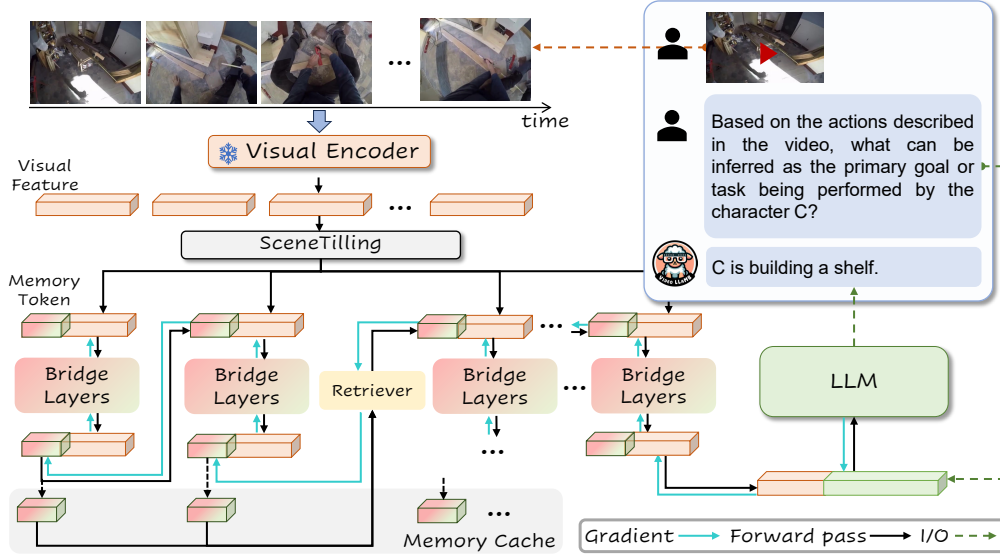 time
Visual Encoder
Visual
Feature
...
SceneTilling
Memory
Token
Bridge
Layers
Bridge
Layers
Retriever
Bridge
Layers
Bridge
Layers
Memory Cache
Based on the actions described
in the video, what can be
inferred as the primary goal or
task being performed by the
character C?
C is building a shelf.
LLM
Gradient
Forward pass
I/O